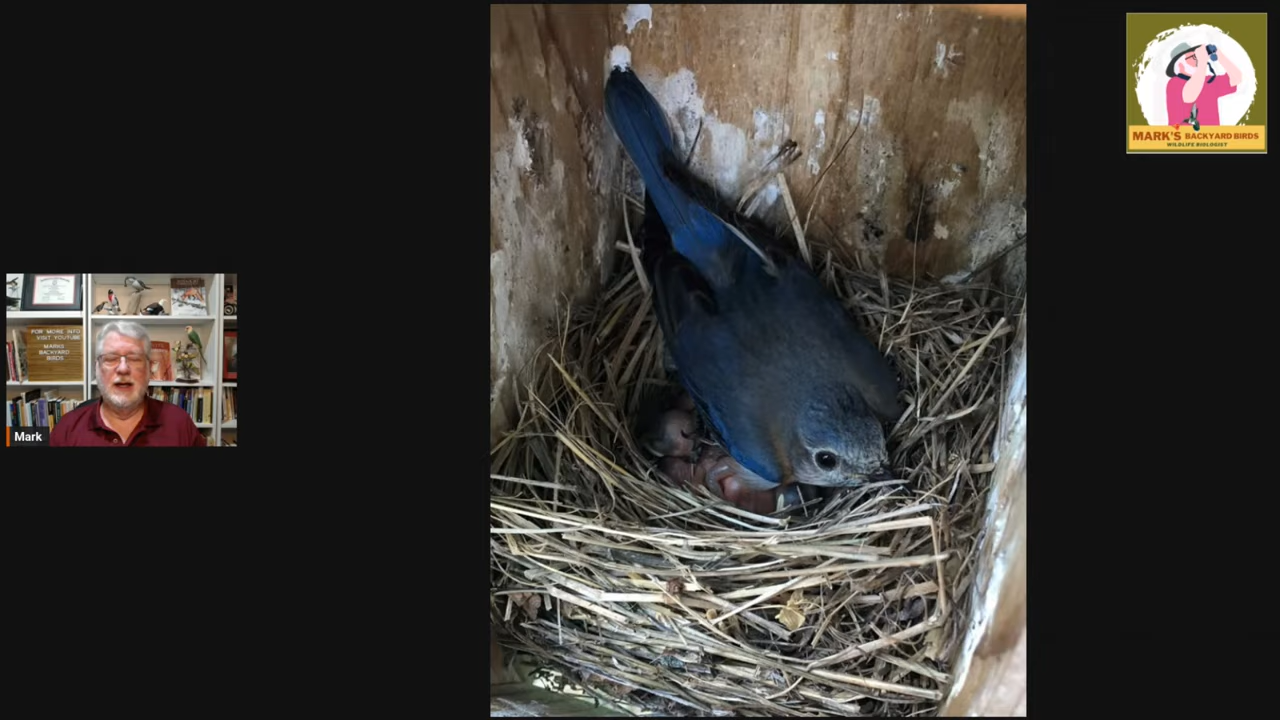 MARK'S BACKYARD BIRDS
WILDLIFE BIOLOGIST
FOR MORE INFO
VISIT YOUTUBE
MARKS
BACKYARD
BIRDS
Mark